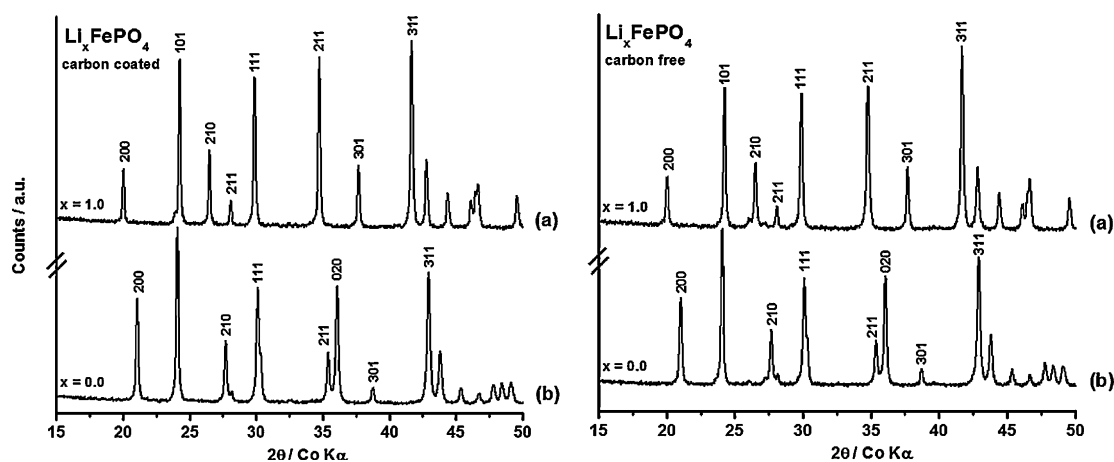 Li_xFePO_4
carbon coated
101
200
210
211
111
211
301
311
x = 1.0
(a)
Counts / a.u.
200
210
111
211
020
301
311
x = 0.0
(b)
15 20 25 30 35 40 45 50
2θ/ Co Kα
Li_xFePO_4
carbon free
101
200
210
211
111
211
301
311
x = 1.0
(a)
200
210
111
211
020
301
311
x = 0.0
(b)
15 20 25 30 35 40 45 50
2θ/ Co Kα